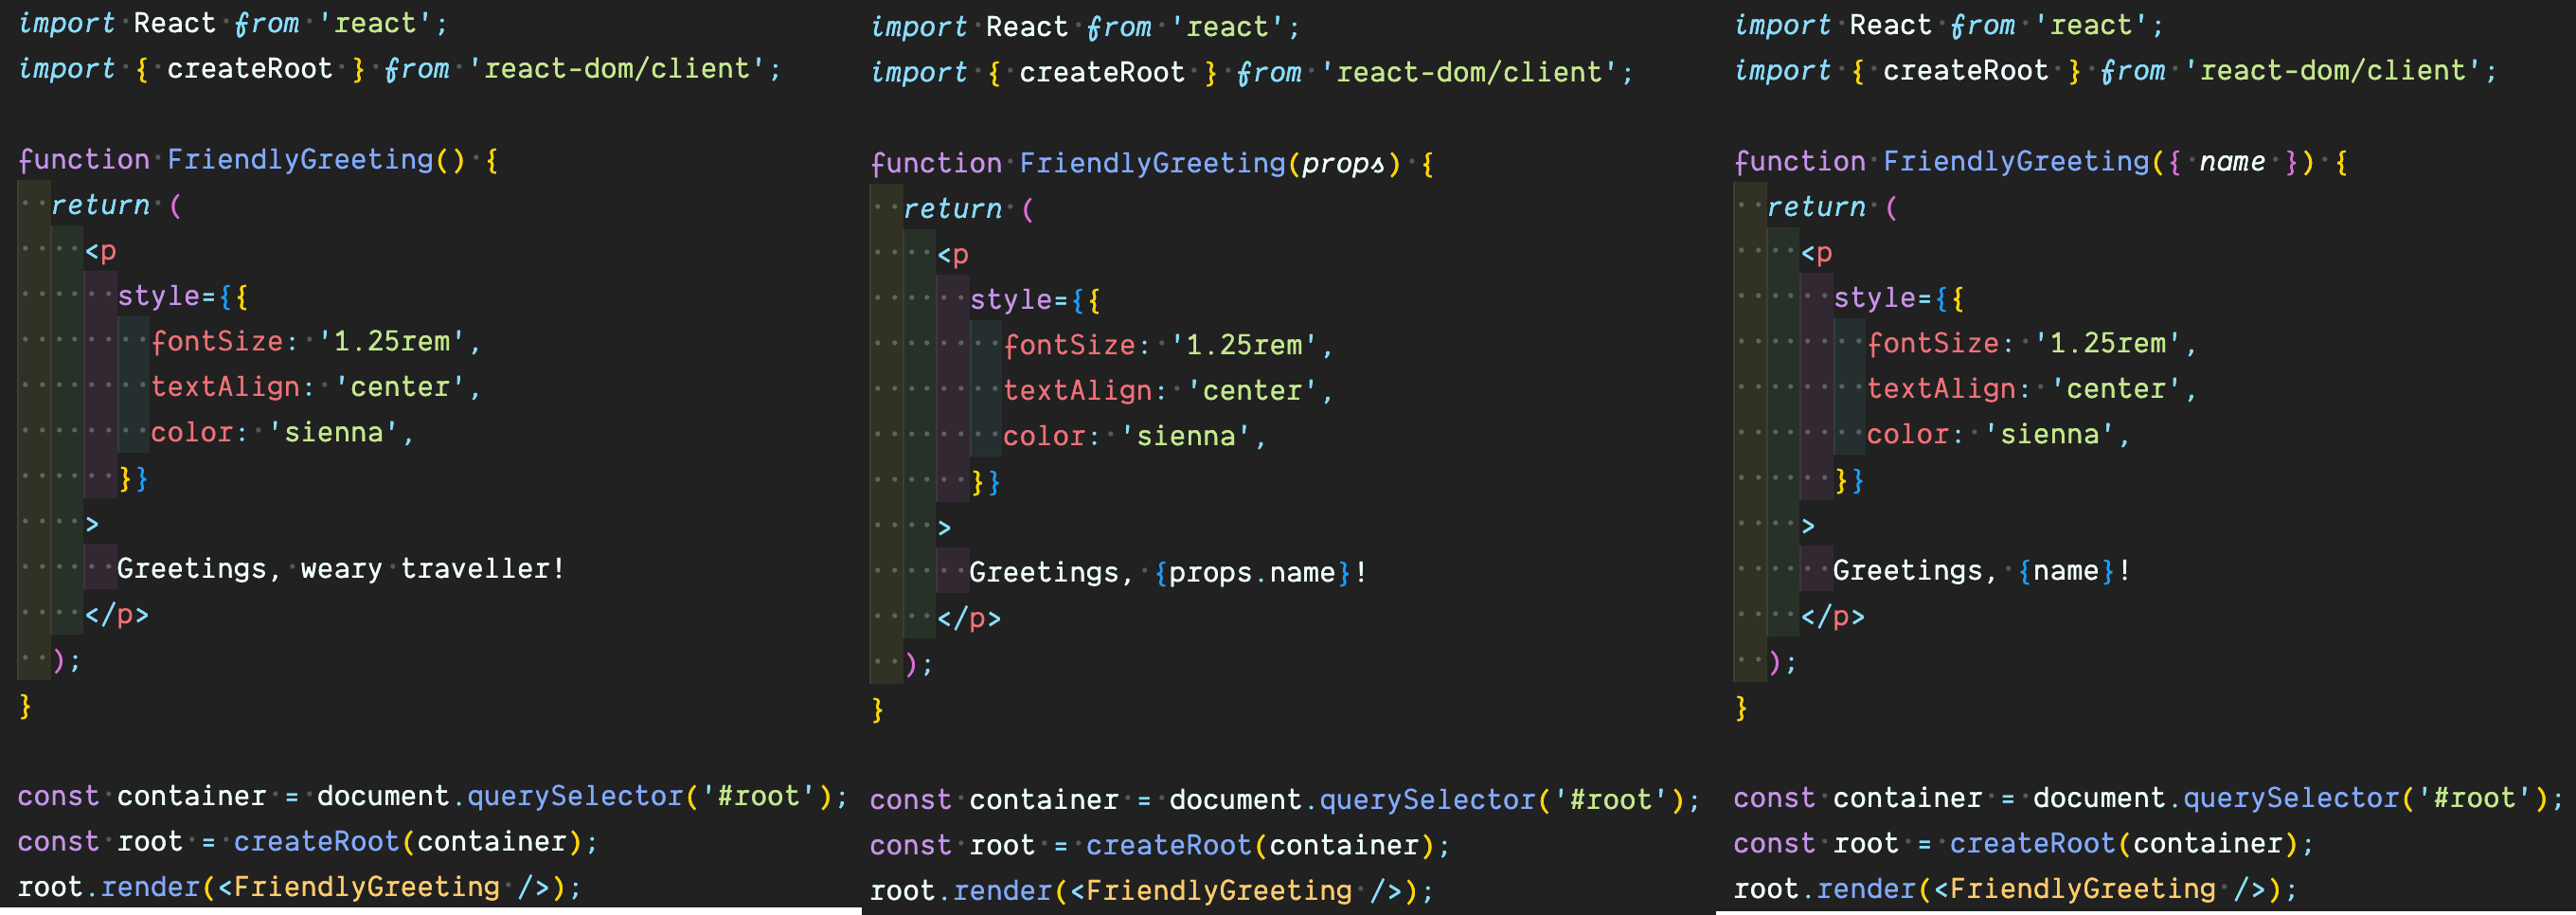 import React from 'react';
import { createRoot } from 'react-dom/client';

function FriendlyGreeting() {
  return (
    <p
      style={{
        fontSize: '1.25rem',
        textAlign: 'center',
        color: 'sienna',
      }}
    >
      Greetings, weary traveller!
    </p>
  );
}

const container = document.querySelector('#root');
const root = createRoot(container);
root.render(<FriendlyGreeting />);

import React from 'react';
import { createRoot } from 'react-dom/client';

function FriendlyGreeting(props) {
  return (
    <p
      style={{
        fontSize: '1.25rem',
        textAlign: 'center',
        color: 'sienna',
      }}
    >
      Greetings, {props.name}!
    </p>
  );
}

const container = document.querySelector('#root');
const root = createRoot(container);
root.render(<FriendlyGreeting />);

import React from 'react';
import { createRoot } from 'react-dom/client';

function FriendlyGreeting({ name }) {
  return (
    <p
      style={{
        fontSize: '1.25rem',
        textAlign: 'center',
        color: 'sienna',
      }}
    >
      Greetings, {name}!
    </p>
  );
}

const container = document.querySelector('#root');
const root = createRoot(container);
root.render(<FriendlyGreeting />);